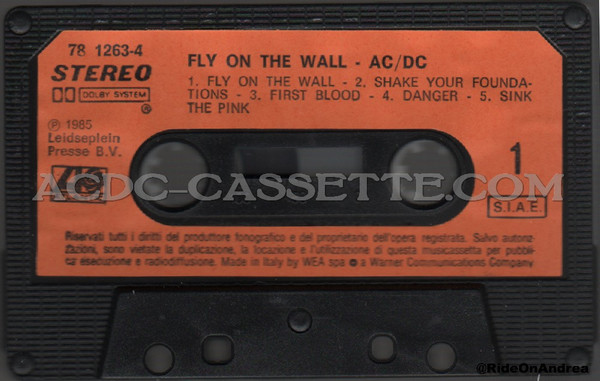 78 1263-4
STEREO
DOLBY SYSTEM
®
℗ 1985
Leidseplein
Presse B.V.
FLY ON THE WALL - AC/DC
1. FLY ON THE WALL - 2. SHAKE YOUR FOUNDA-
TIONS - 3. FIRST BLOOD - 4. DANGER - 5. SINK
THE PINK
1
S.I.A.E.
ACDC-CASSETTE.COM
Riservati tutti i diritti del produttore fonografico e del proprietario dell'opera registrata. Salvo autoriz-
zazioni, sono vietate la duplicazione, la locazione e l'utilizzazione di questa musicassetta per pubbli-
ca esecuzione e radiodiffusione. Made in Italy by WEA spa a Warner Communications Company
@RideOnAndrea